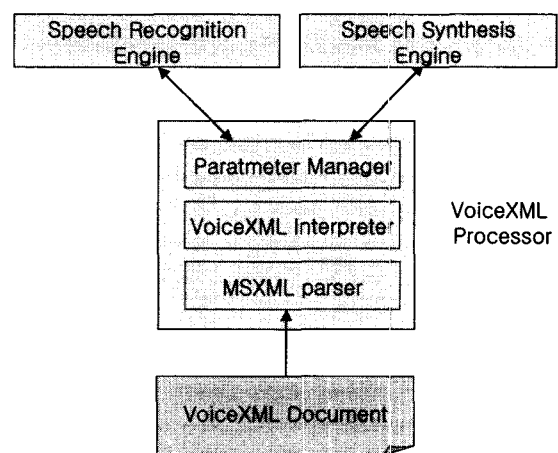 Speech Recognition
Engine
Speech Synthesis
Engine
Paratmeter Manager
VoiceXML Interpreter
MSXML parser
VoiceXML
Processor
VoiceXML Document